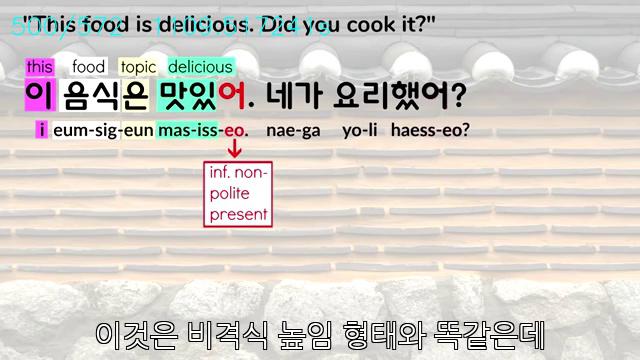 "This food is delicious. Did you cook it?"
this food topic delicious
이 음식은 맛있어. 네가 요리했어?
i eum-sig-eun mas-iss-eo. nae-ga yo-li haess-eo?
inf. non-
polite
present
이것은 비격식 높임 형태와 똑같은데